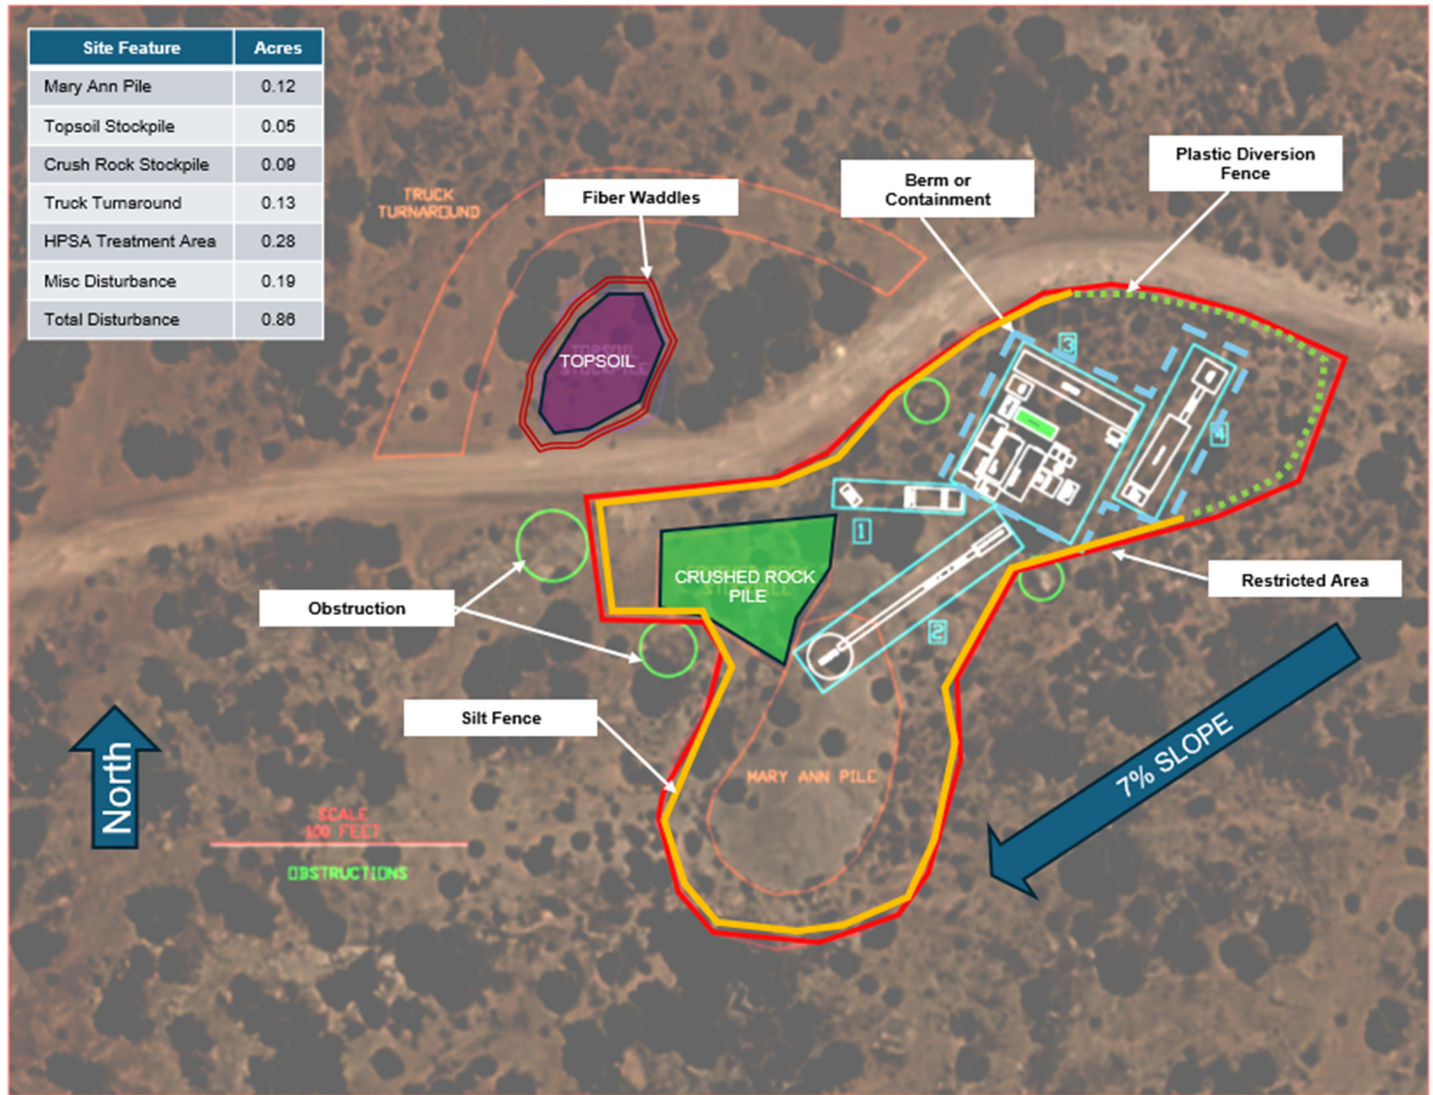 Site Feature Acres
Mary Ann Pile 0.12
Topsoil Stockpile 0.05
Crush Rock Stockpile 0.09
Truck Turnaround 0.13
HPSA Treatment Area 0.28
Misc Disturbance 0.19
Total Disturbance 0.86
TRUCK
TURNAROUND
Fiber Waddles
Berm or
Containment
Plastic Diversion
Fence
TOPSOIL
TOPSOIL
STOCKPILE
3
4
1
CRUSHED ROCK
PILE
2
Obstruction
Restricted Area
Silt Fence
North
7% SLOPE
MARY ANN PILE
SCALE
100 FEET
OBSTRUCTIONS